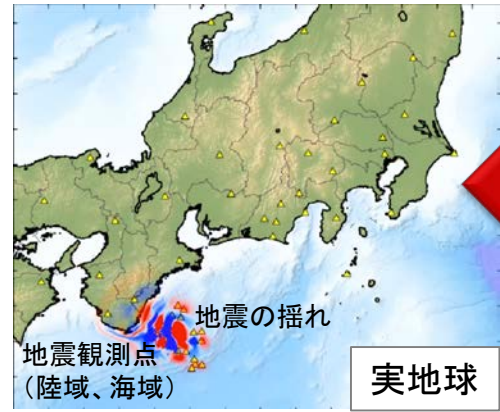 地震の揺れ
地震観測点
（陸域、海域）
実地球